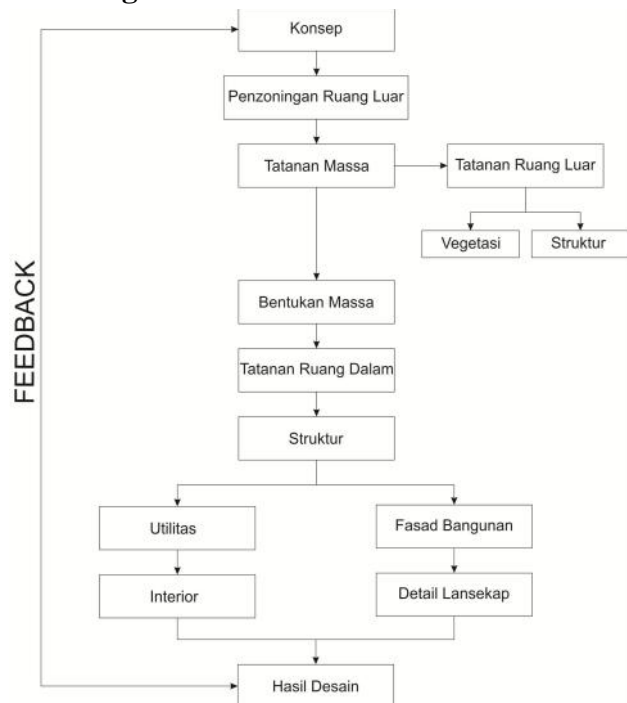 Konsep
Penzoningan Ruang Luar
Tatanan Massa
Tatanan Ruang Luar
Vegetasi
Struktur
Bentukan Massa
Tatanan Ruang Dalam
Struktur
Utilitas
Fasad Bangunan
Interior
Detail Lansekap
Hasil Desain
FEEDBACK